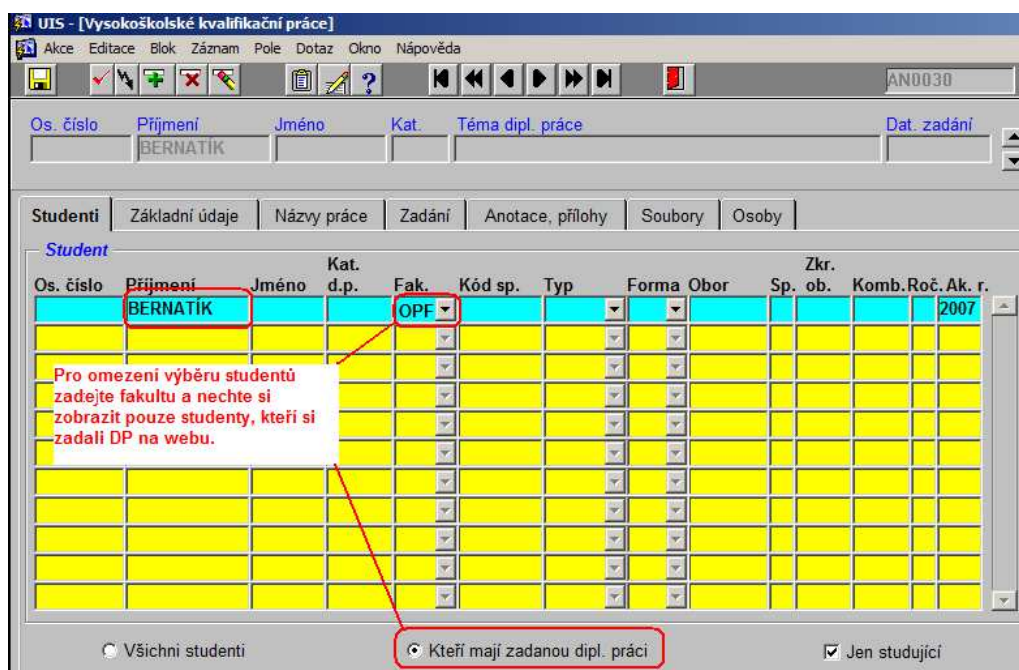 UIS - [Vysokoškolské kvalifikační práce]
Akce Editace Blok Záznam Pole Dotaz Okno Nápověda
AN0030
Os. číslo Příjmení Jméno Kat. Téma dipl. práce Dat. zadání
BERNATÍK
Studenti Základní údaje Názvy práce Zadání Anotace, přílohy Soubory Osoby
Student
Kat. Zkr.
Os. číslo Příjmení Jméno d.p. Fak. Kód sp. Typ Forma Obor Sp. ob. Komb. Roč. Ak. r.
BERNATÍK OPF 2007
Pro omezení výběru studentů
zadejte fakultu a nechte si
zobrazit pouze studenty, kteří si
zadali DP na webu.
Všichni studenti Kteří mají zadanou dipl. práci Jen studující